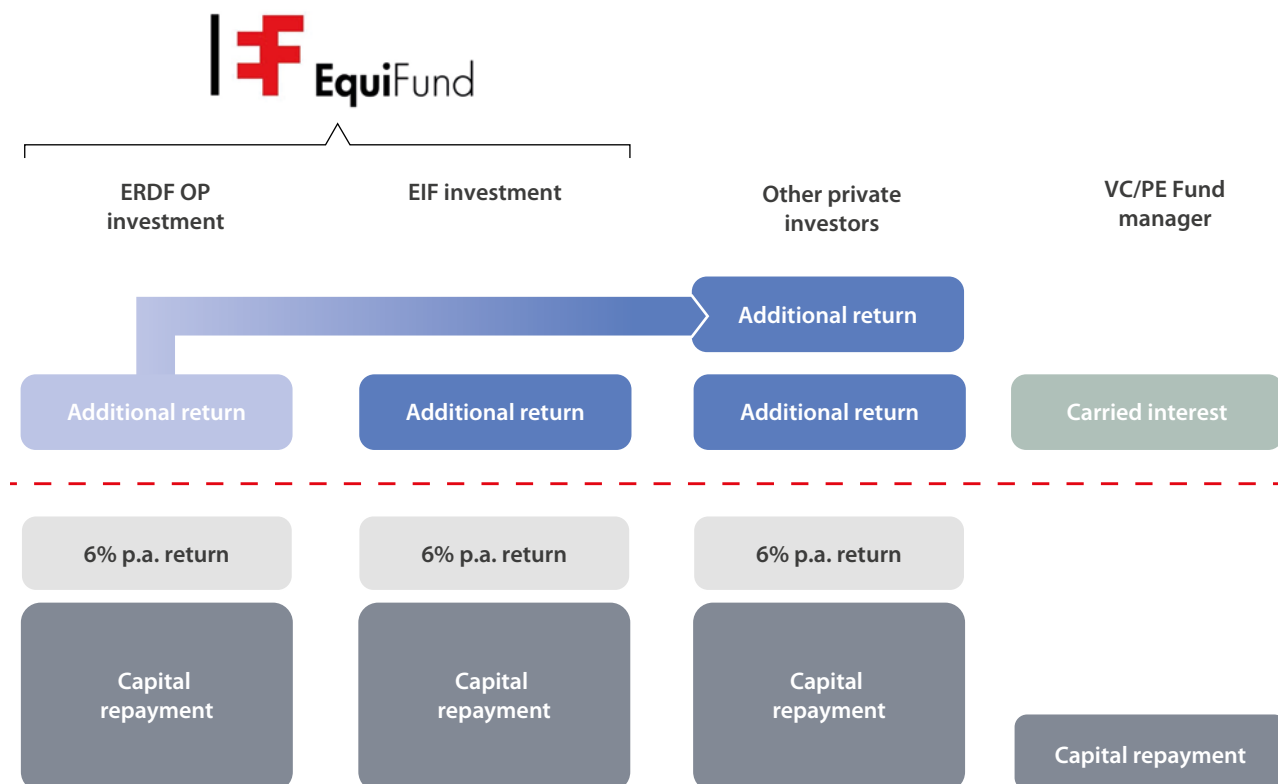 EquiFund
ERDF OP
investment
EIF investment
Other private
investors
VC/PE Fund
manager
Additional return
Additional return
Additional return
Additional return
Carried interest
6% p.a. return
6% p.a. return
6% p.a. return
Capital
repayment
Capital
repayment
Capital
repayment
Capital repayment